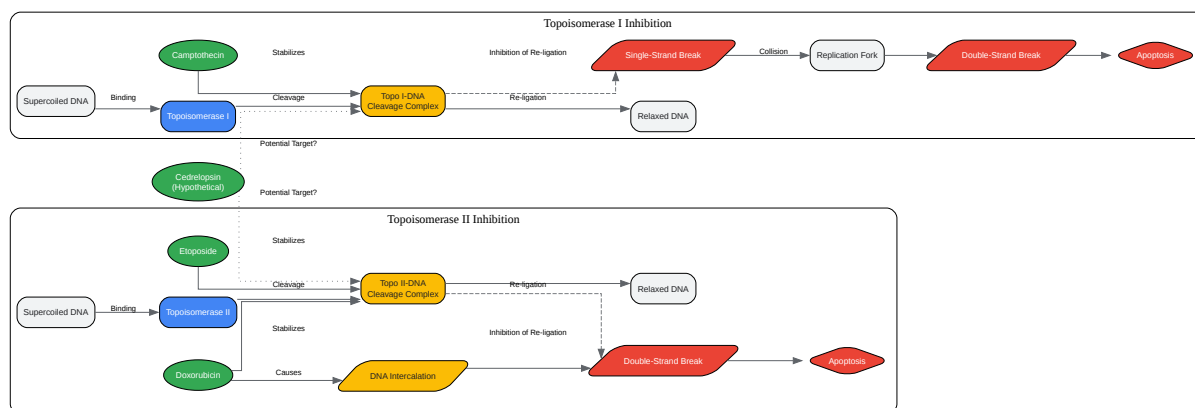 Topoisomerase I Inhibition
Camptothecin
Stabilizes
Inhibition of Re-ligation
Single-Strand Break
Collision
Replication Fork
Double-Strand Break
Apoptosis
Supercoiled DNA
Binding
Topoisomerase I
Cleavage
Topo I-DNA
Cleavage Complex
Re-ligation
Relaxed DNA
Potential Target?
Cedrelopsin
(Hypothetical)
Potential Target?
Topoisomerase II Inhibition
Etoposide
Stabilizes
Cleavage
Topo II-DNA
Cleavage Complex
Re-ligation
Relaxed DNA
Supercoiled DNA
Binding
Topoisomerase II
Stabilizes
Inhibition of Re-ligation
Doxorubicin
Causes
DNA Intercalation
Double-Strand Break
Apoptosis